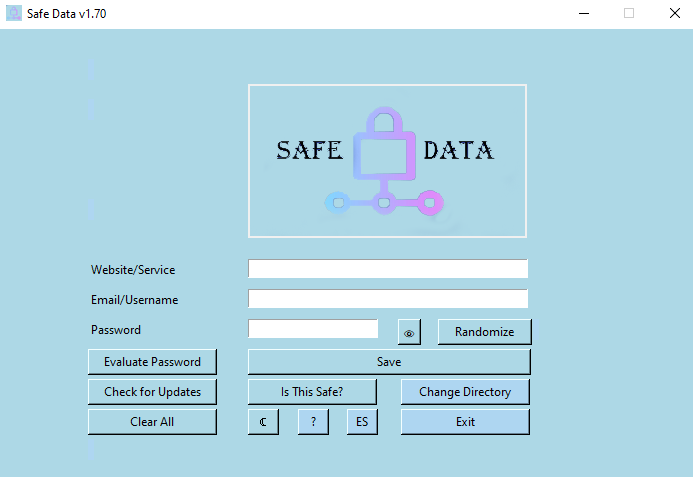 Safe Data v1.70
SAFE DATA
Website/Service
Email/Username
Password
Randomize
Evaluate Password
Save
Check for Updates
Is This Safe?
Change Directory
Clear All
☾
?
ES
Exit